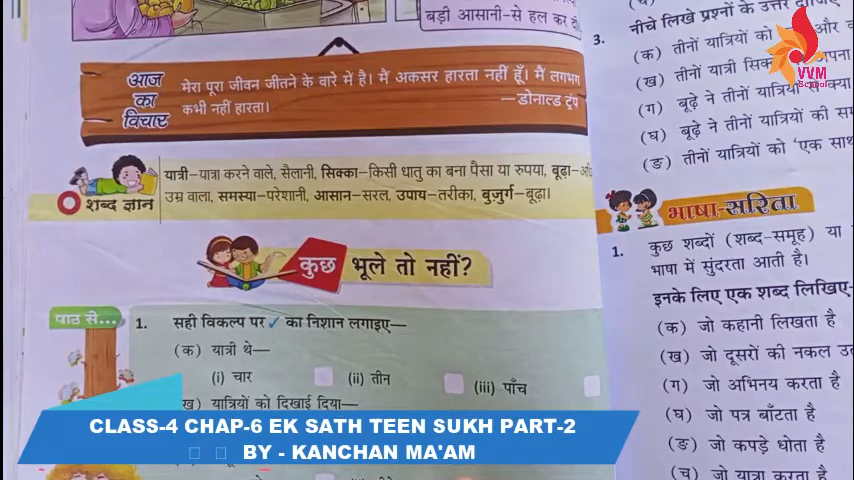 बड़ी आसानी-से हल कर दी
आज
का
विचार
मेरा पूरा जीवन जीतने के बारे में है। मैं अकसर हारता नहीं हूँ। मैं लगभग
कभी नहीं हारता।
—डोनाल्ड ट्रंप
शब्द ज्ञान
यात्री–यात्रा करने वाले, सैलानी, सिक्का–किसी धातु का बना पैसा या रुपया, बूढ़ा–
उम्र वाला, समस्या–परेशानी, आसान–सरल, उपाय–तरीका, बुज़ुर्ग–बूढ़ा।
कुछ भूले तो नहीं?
पाठ से...
1. सही विकल्प पर ✓ का निशान लगाइए—
(क) यात्री थे—
(i) चार (ii) तीन (iii) पाँच
ख) यात्रियों को दिखाई दिया—
नीचे लिखे प्रश्नों के उत्तर दीजिए
3.
(क) तीनों यात्रियों को और
(ख) तीनों यात्री
(ग) बूढ़े ने तीनों यात्रियों क्या
(घ) बूढ़े ने तीनों यात्रियों की
(ङ) तीनों यात्रियों को 'एक साथ
VVM
School
भाषा-सरिता
1. कुछ शब्दों (शब्द-समूह) या
भाषा में सुंदरता आती है।
इनके लिए एक शब्द लिखिए—
(क) जो कहानी लिखता है
(ख) जो दूसरों की नकल
(ग) जो अभिनय करता है
(घ) जो पत्र बाँटता है
(ङ) जो कपड़े धोता है
(च) जो यात्रा करता है
CLASS-4 CHAP-6 EK SATH TEEN SUKH PART-2
BY - KANCHAN MA'AM